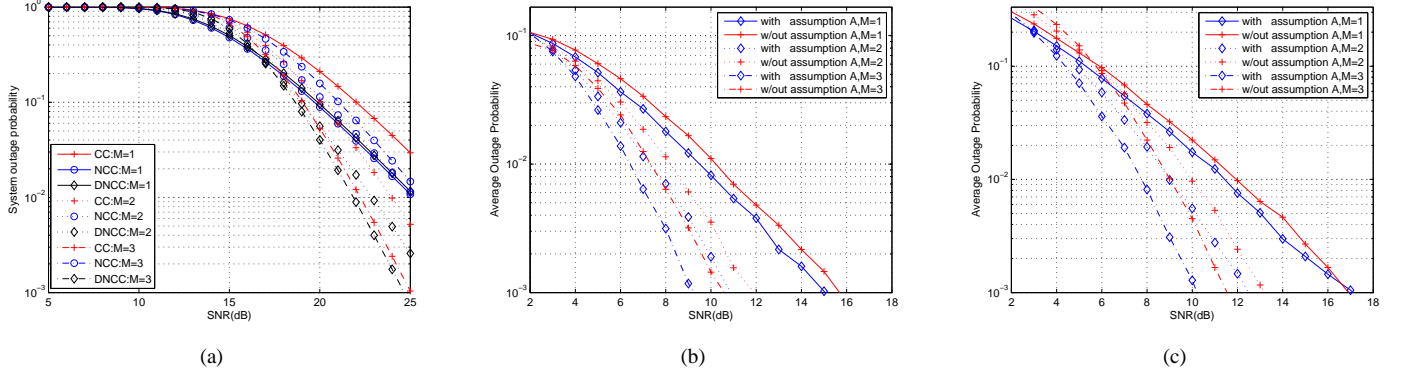 System outage probability
10^0
10^{-1}
10^{-2}
10^{-3}
5 10 15 20 25
SNR(dB)
CC:M=1
NCC:M=1
DNCC:M=1
CC:M=2
NCC:M=2
DNCC:M=2
CC:M=3
NCC:M=3
DNCC:M=3
(a)
Average Outage Probability
10^{-1}
10^{-2}
10^{-3}
2 4 6 8 10 12 14 16 18
SNR(dB)
with assumption A,M=1
w/out assumption A,M=1
with assumption A,M=2
w/out assumption A,M=2
with assumption A,M=3
w/out assumption A,M=3
(b)
Average Outage Probability
10^{-1}
10^{-2}
10^{-3}
2 4 6 8 10 12 14 16 18
SNR(dB)
with assumption A,M=1
w/out assumption A,M=1
with assumption A,M=2
w/out assumption A,M=2
with assumption A,M=3
w/out assumption A,M=3
(c)